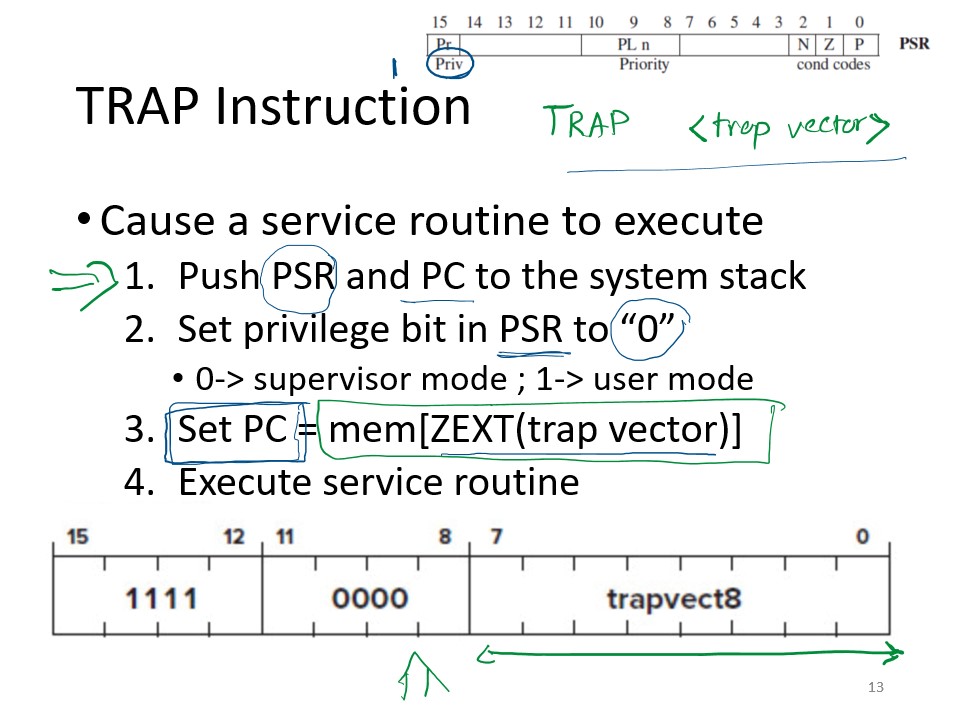 15 14 13 12 11 10 9 8 7 6 5 4 3 2 1 0
Pr PL n N Z P PSR
Priv Priority cond codes
1
TRAP Instruction
TRAP <trap vector>
• Cause a service routine to execute
1. Push PSR and PC to the system stack
2. Set privilege bit in PSR to “0”
• 0-> supervisor mode ; 1-> user mode
3. Set PC = mem[ZEXT(trap vector)]
4. Execute service routine
15 12 11 8 7 0
1111 0000 trapvect8
13